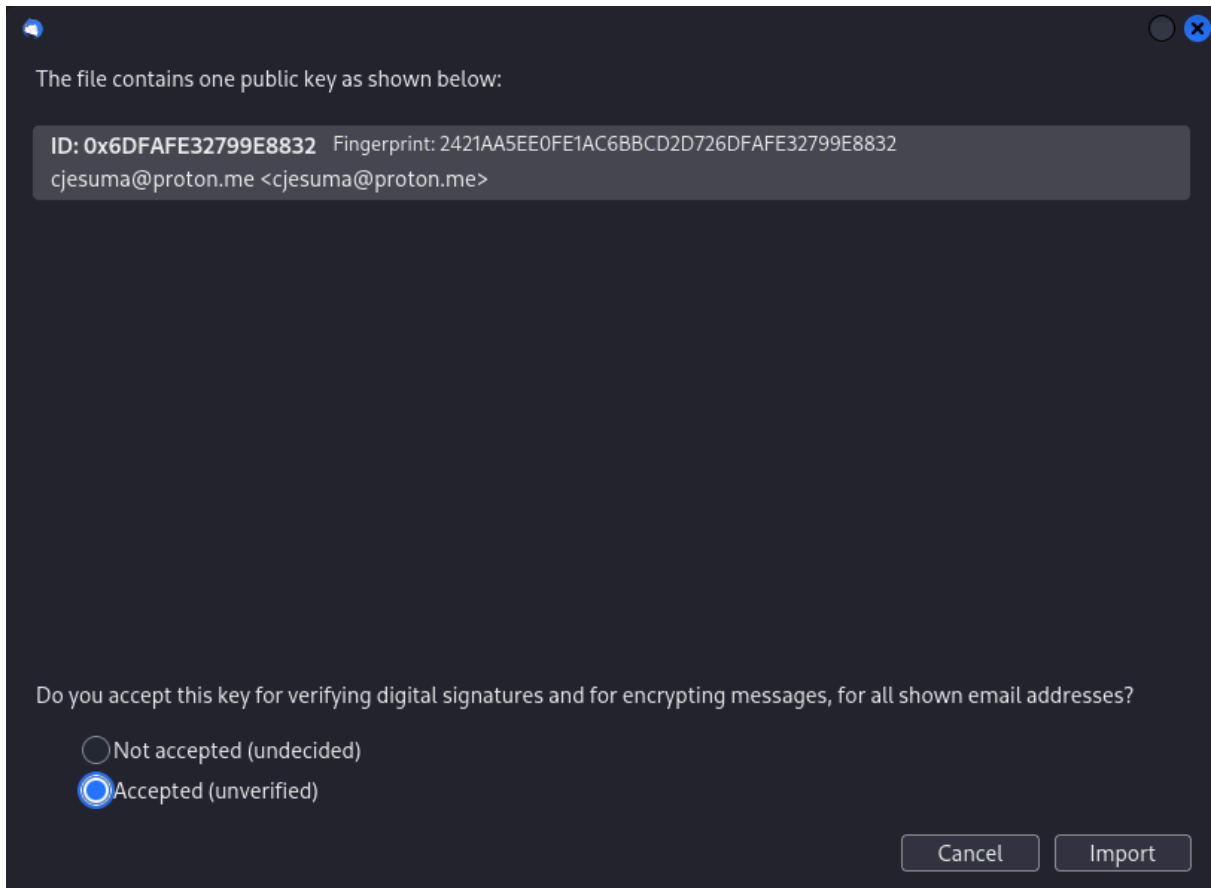 The file contains one public key as shown below:
ID: 0x6DFAFE32799E8832 Fingerprint: 2421AA5EE0FE1AC6BBCD2D726DFAFE32799E8832
cjesuma@proton.me <cjesuma@proton.me>
Do you accept this key for verifying digital signatures and for encrypting messages, for all shown email addresses?
Not accepted (undecided)
Accepted (unverified)
Cancel Import